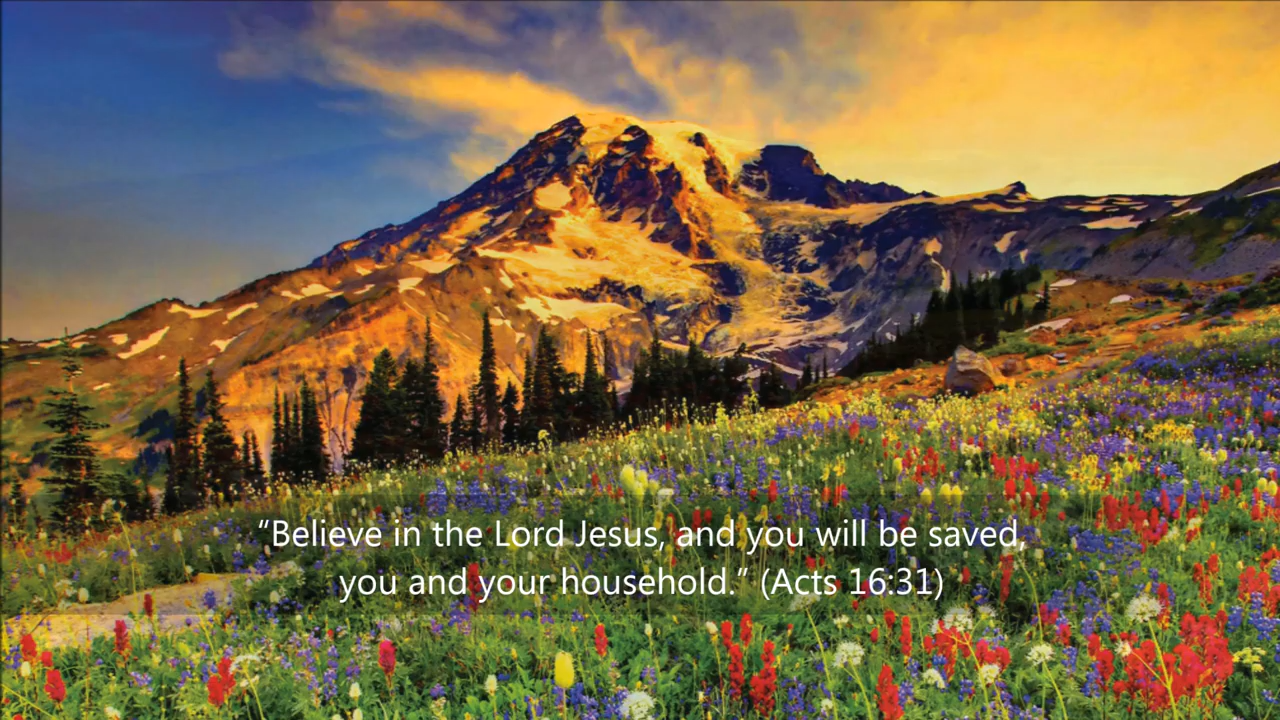 “Believe in the Lord Jesus, and you will be saved,
you and your household.” (Acts 16:31)